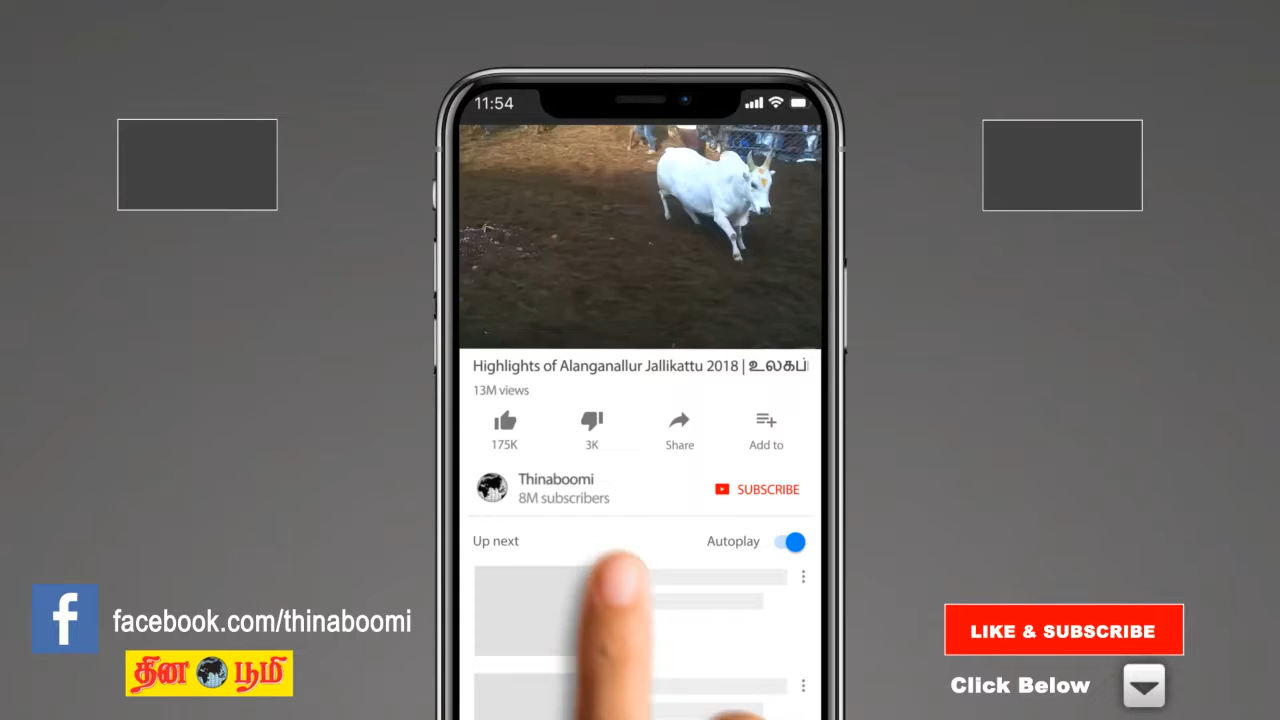 11:54
Highlights of Alanganallur Jallikattu 2018 | உலகப்
13M views
175K
3K
Share
Add to
Thinaboomi
8M subscribers
SUBSCRIBE
Up next
Autoplay
facebook.com/thinaboomi
தின பூமி
LIKE & SUBSCRIBE
Click Below